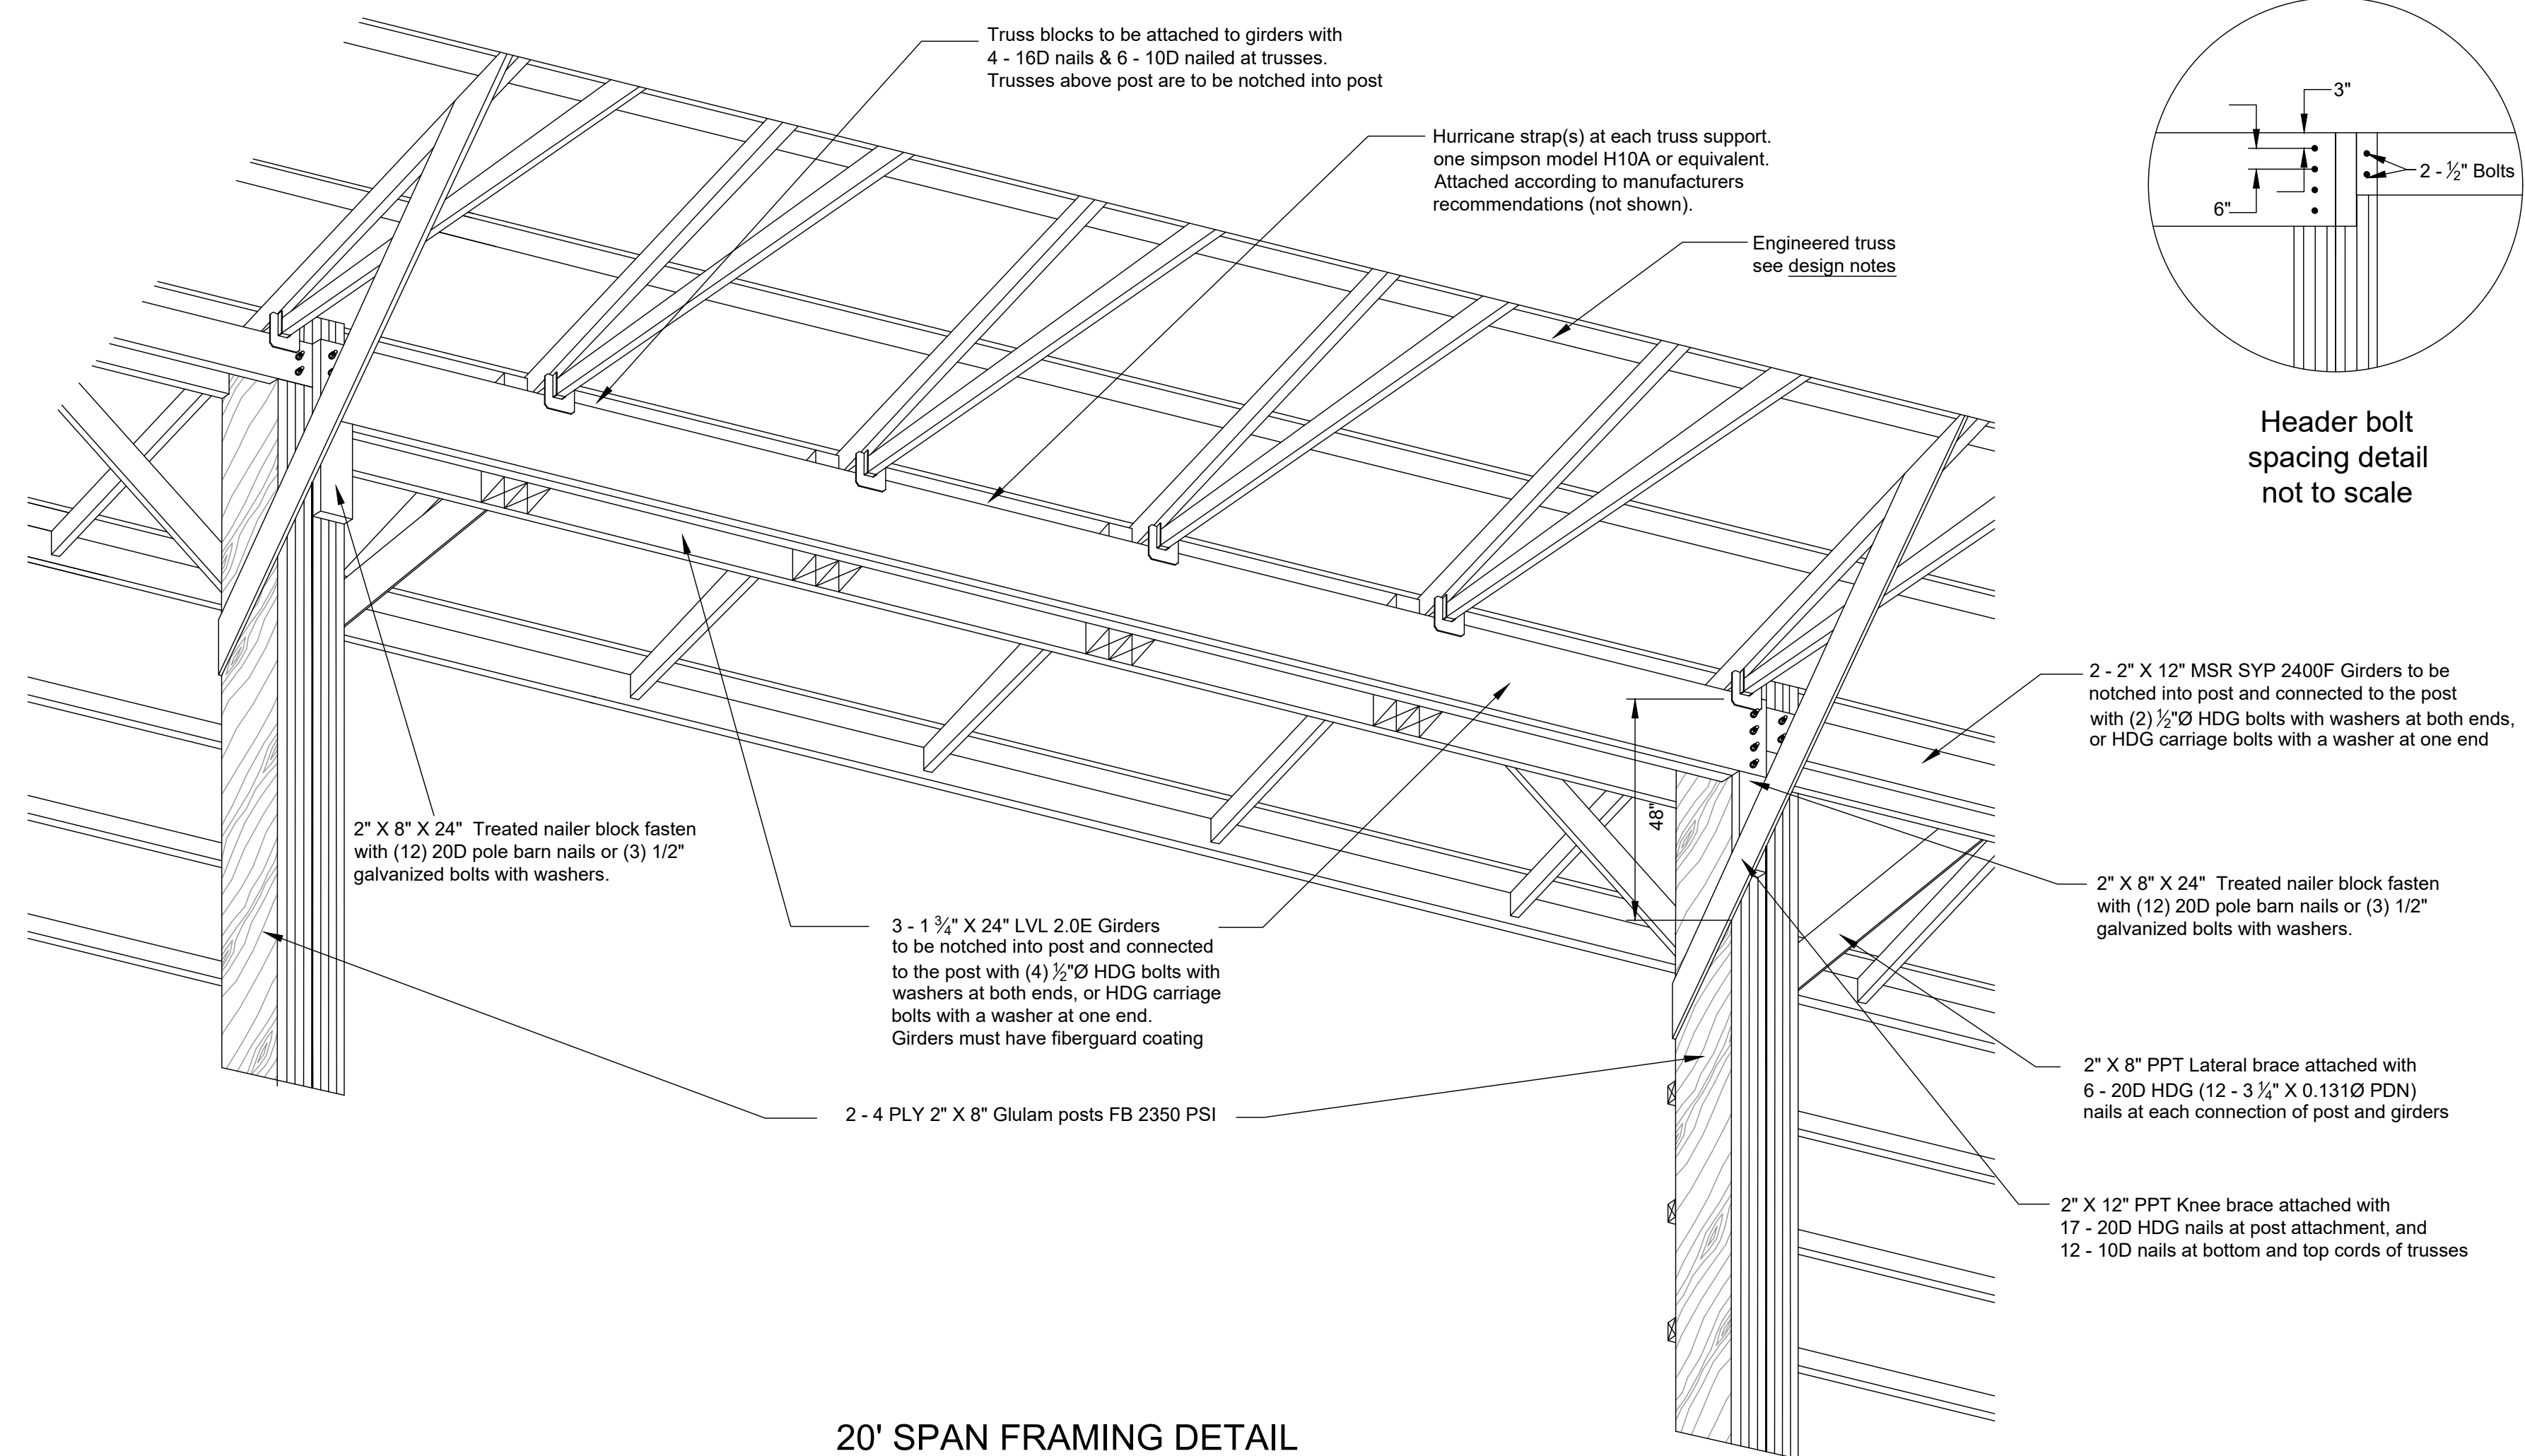 Truss blocks to be attached to girders with
4 - 16D nails & 6 - 10D nailed at trusses.
Trusses above post are to be notched into post
Hurricane strap(s) at each truss support.
one simpson model H10A or equivalent.
Attached according to manufacturers
recommendations (not shown).
Engineered truss
see design notes
3"
2 - ½" Bolts
6"
Header bolt
spacing detail
not to scale
2 - 2" X 12" MSR SYP 2400F Girders to be
notched into post and connected to the post
with (2) ½"Ø HDG bolts with washers at both ends,
or HDG carriage bolts with a washer at one end
48"
2" X 8" X 24" Treated nailer block fasten
with (12) 20D pole barn nails or (3) 1/2"
galvanized bolts with washers.
2" X 8" X 24" Treated nailer block fasten
with (12) 20D pole barn nails or (3) 1/2"
galvanized bolts with washers.
3 - 1 ¾" X 24" LVL 2.0E Girders
to be notched into post and connected
to the post with (4) ½"Ø HDG bolts with
washers at both ends, or HDG carriage
bolts with a washer at one end.
Girders must have fiberguard coating
2" X 8" PPT Lateral brace attached with
6 - 20D HDG (12 - 3 ¼" X 0.131Ø PDN)
nails at each connection of post and girders
2 - 4 PLY 2" X 8" Glulam posts FB 2350 PSI
2" X 12" PPT Knee brace attached with
17 - 20D HDG nails at post attachment, and
12 - 10D nails at bottom and top cords of trusses
20' SPAN FRAMING DETAIL